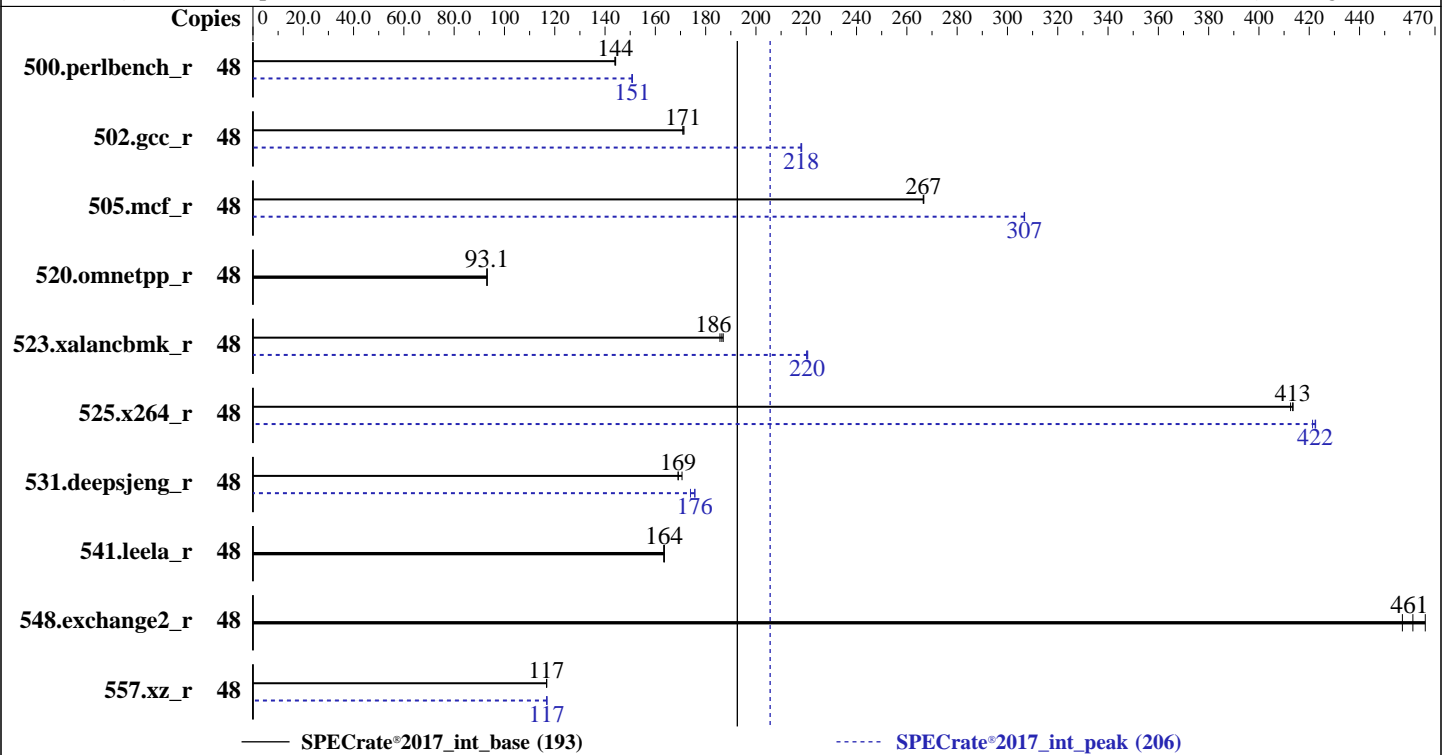 Copies 0 20.0 40.0 60.0 80.0 100 120 140 160 180 200 220 240 260 280 300 320 340 360 380 400 420 440 470
144
500.perlbench_r 48
151
171
502.gcc_r 48
218
267
505.mcf_r 48
307
93.1
520.omnetpp_r 48
186
523.xalancbmk_r 48
220
413
525.x264_r 48
422
169
531.deepsjeng_r 48
176
164
541.leela_r 48
461
548.exchange2_r 48
117
557.xz_r 48
117
SPECrate®2017_int_base (193) SPECrate®2017_int_peak (206)